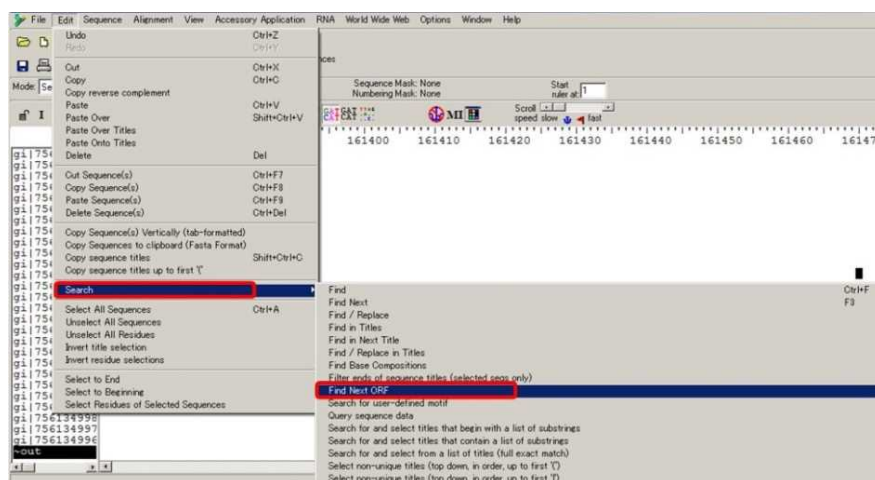 File Edit Sequence Alignment View Accessory Application RNA World Wide Web Options Window Help
Undo Ctrl+Z
Redo Ctrl+Y
Cut Ctrl+X
Copy Ctrl+C
Copy reverse complement
Paste Ctrl+V
Paste Over Shift+Ctrl+V
Paste Over Titles
Paste Onto Titles
Delete Del
Cut Sequence(s) Ctrl+F7
Copy Sequence(s) Ctrl+F8
Paste Sequence(s) Ctrl+F9
Delete Sequence(s) Ctrl+Del
Copy Sequence(s) Vertically (tab-formatted)
Copy Sequences to clipboard (Fasta Format)
Copy sequence titles Shift+Ctrl+C
Copy sequence titles up to first '('
Search
Select All Sequences Ctrl+A
Unselect All Sequences
Unselect All Residues
Invert title selection
Invert residue selections
Select to End
Select to Beginning
Select Residues of Selected Sequences
Mode: Se
Sequence Mask: None
Numbering Mask: None
Start
ruler at: 1
I
MI
Scroll
speed slow fast
161400 161410 161420 161430 161440 161450 161460 16147
Find Ctrl+F
Find Next F3
Find / Replace
Find in Titles
Find in Next Title
Find / Replace in Titles
Find Base Compositions
Filter ends of sequence titles (selected seqs only)
Find Next ORF
Search for user-defined motif
Query sequence data
Search for and select titles that begin with a list of substrings
Search for and select titles that contain a list of substrings
Search for and select from a list of titles (full exact match)
Select non-unique titles (top down, in order, up to first '(')
gi|756134998
gi|756134997
gi|756134996
~out